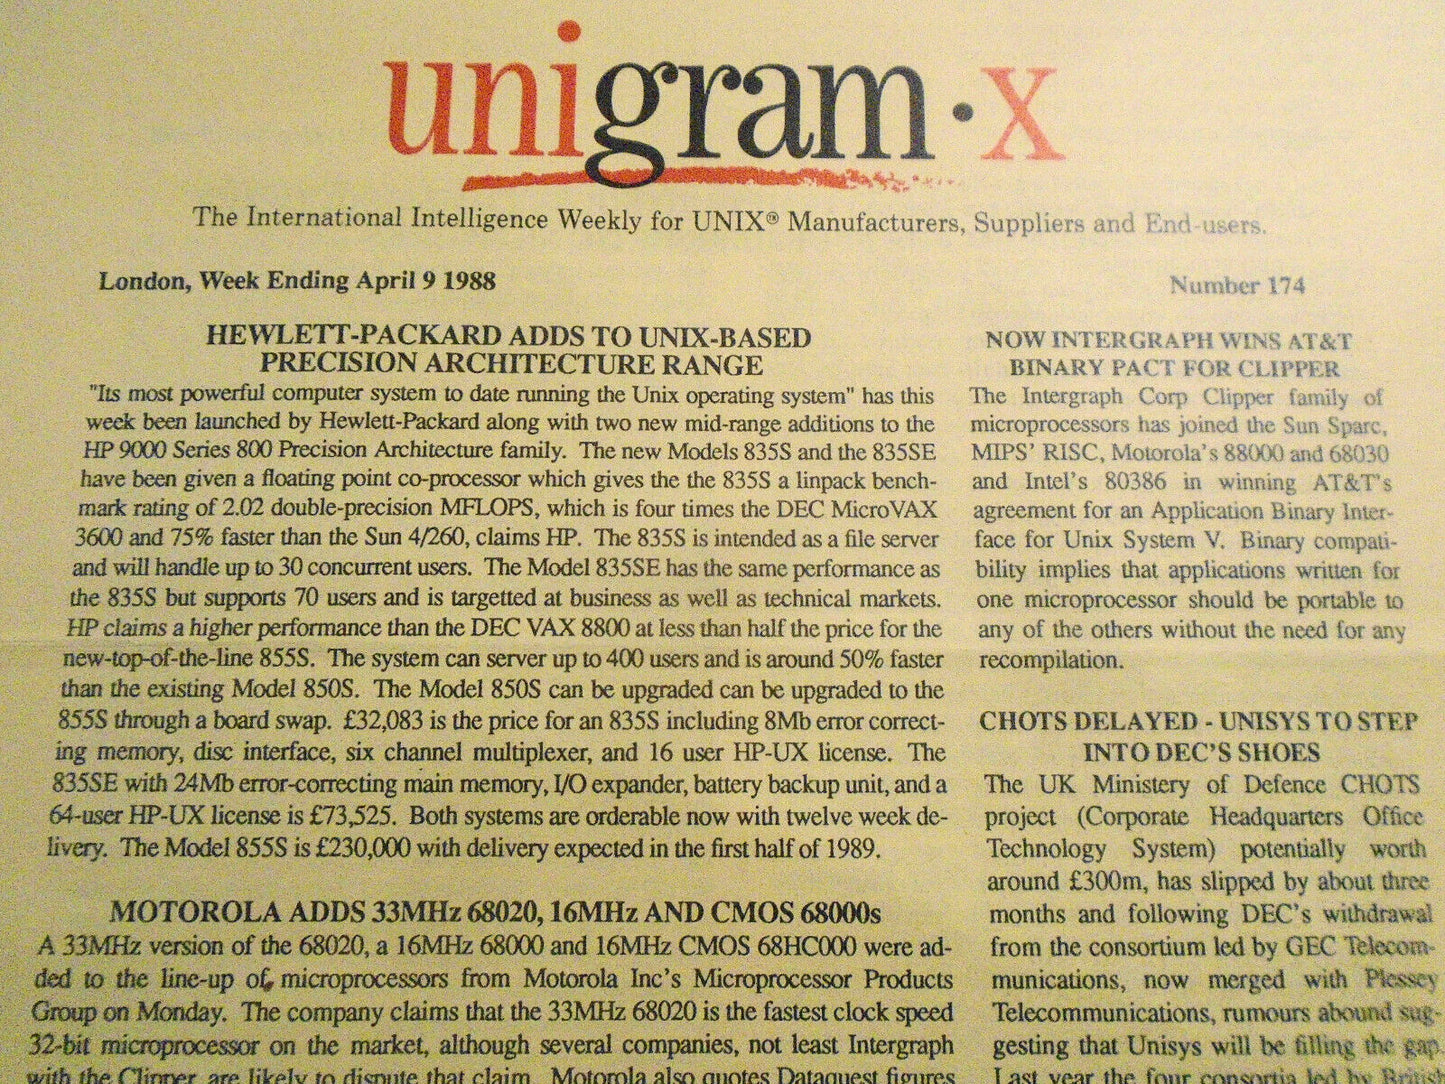 unigram·x
The International Intelligence Weekly for UNIX® Manufacturers, Suppliers and End-users.
London, Week Ending April 9 1988
Number 174
HEWLETT-PACKARD ADDS TO UNIX-BASED
PRECISION ARCHITECTURE RANGE
"Its most powerful computer system to date running the Unix operating system" has this
week been launched by Hewlett-Packard along with two new mid-range additions to the
HP 9000 Series 800 Precision Architecture family. The new Models 835S and the 835SE
have been given a floating point co-processor which gives the the 835S a linpack bench-
mark rating of 2.02 double-precision MFLOPS, which is four times the DEC MicroVAX
3600 and 75% faster than the Sun 4/260, claims HP. The 835S is intended as a file server
and will handle up to 30 concurrent users. The Model 835SE has the same performance as
the 835S but supports 70 users and is targetted at business as well as technical markets.
HP claims a higher performance than the DEC VAX 8800 at less than half the price for the
new-top-of-the-line 855S. The system can server up to 400 users and is around 50% faster
than the existing Model 850S. The Model 850S can be upgraded can be upgraded to the
855S through a board swap. £32,083 is the price for an 835S including 8Mb error correct-
ing memory, disc interface, six channel multiplexer, and 16 user HP-UX license. The
835SE with 24Mb error-correcting main memory, I/O expander, battery backup unit, and a
64-user HP-UX license is £73,525. Both systems are orderable now with twelve week de-
livery. The Model 855S is £230,000 with delivery expected in the first half of 1989.
MOTOROLA ADDS 33MHz 68020, 16MHz AND CMOS 68000s
A 33MHz version of the 68020, a 16MHz 68000 and 16MHz CMOS 68HC000 were ad-
ded to the line-up of microprocessors from Motorola Inc's Microprocessor Products
Group on Monday. The company claims that the 33MHz 68020 is the fastest clock speed
32-bit microprocessor on the market, although several companies, not least Intergraph
with the Clipper, are likely to dispute that claim. Motorola also quotes Dataquest figures
NOW INTERGRAPH WINS AT&T
BINARY PACT FOR CLIPPER
The Intergraph Corp Clipper family of
microprocessors has joined the Sun Sparc,
MIPS' RISC, Motorola's 88000 and 68030
and Intel's 80386 in winning AT&T's
agreement for an Application Binary Inter-
face for Unix System V. Binary compati-
bility implies that applications written for
one microprocessor should be portable to
any of the others without the need for any
recompilation.
CHOTS DELAYED - UNISYS TO STEP
INTO DEC'S SHOES
The UK Ministery of Defence CHOTS
project (Corporate Headquarters Office
Technology System) potentially worth
around £300m, has slipped by about three
months and following DEC's withdrawal
from the consortium led by GEC Telecom-
munications, now merged with Plessey
Telecommunications, rumours abound sug-
gesting that Unisys will be filling the gap.
Last year the four consortia led by British